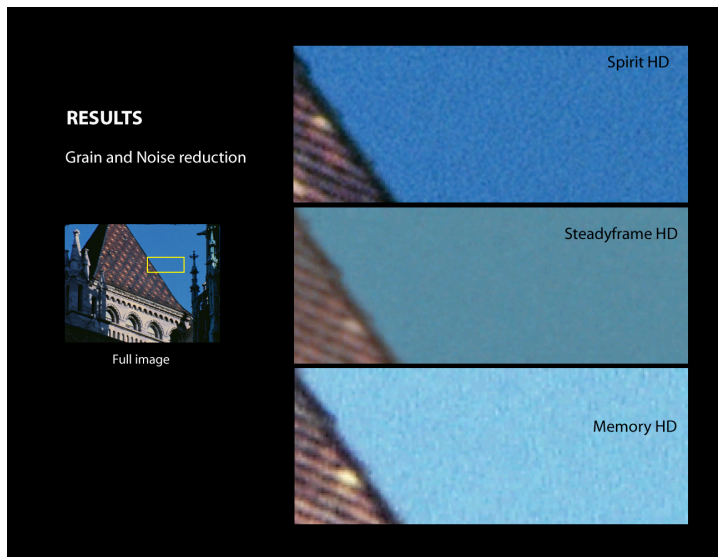 RESULTS
Grain and Noise reduction
Full image
Spirit HD
Steadyframe HD
Memory HD